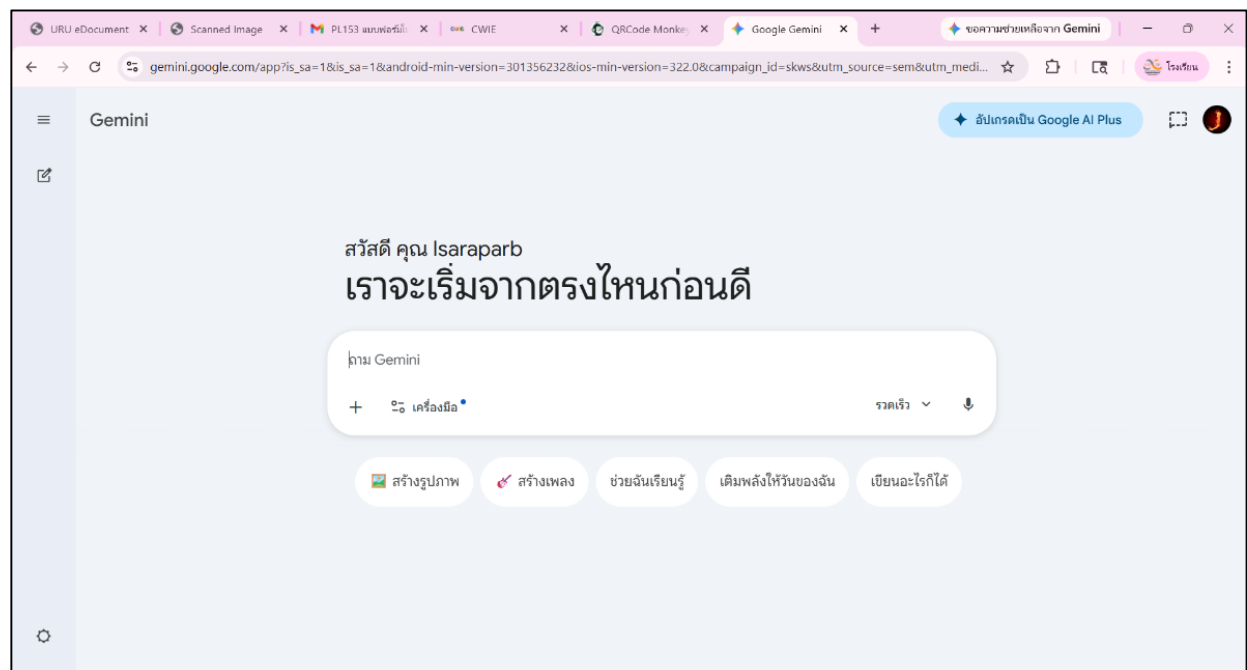 URU eDocument
Scanned Image
PL153 แบบฟอร์ม
CWIE
QRCode Monkey
Google Gemini
ขอความช่วยเหลือจาก Gemini
gemini.google.com/app?is_sa=1&is_sa=1&android-min-version=301356232&ios-min-version=322.0&campaign_id=skws&utm_source=sem&utm_medi...
โรงเรียน
Gemini
อัปเกรดเป็น Google AI Plus
สวัสดี คุณ Isaraparb
เราจะเริ่มจากตรงไหนก่อนดี
ถาม Gemini
เครื่องมือ
รวดเร็ว
สร้างรูปภาพ
สร้างเพลง
ช่วยฉันเรียนรู้
เติมพลังให้วันของฉัน
เขียนอะไรก็ได้